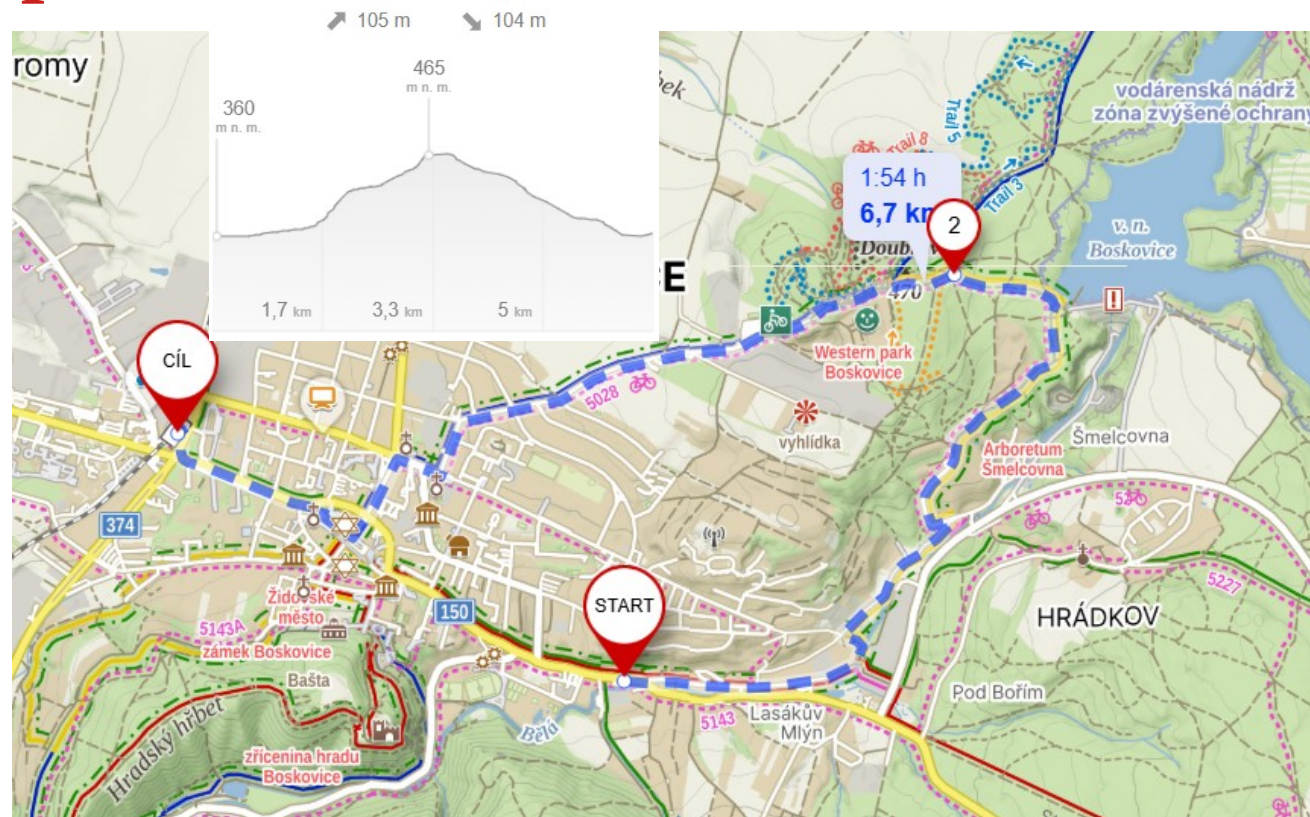 105 m
104 m
465
m n. m.
360
m n. m.
1,7 km
3,3 km
5 km
romy
vodárenská nádrž
zóna zvýšené ochrany
Trail 5
Trail 8
Trail 3
1:54 h
6,7 km
2
v. n.
Boskovice
470
CÍL
5028
Western park
Boskovice
vyhlídka
Arboretum
Šmelcovna
Šmelcovna
374
150
START
HRÁDKOV
5227
Židovské
město
5143A
zámek Boskovice
Bašta
Hradský hřbet
zřícenina hradu
Boskovice
Bělá
5143
Lasákův
Mlýn
Pod Bořím